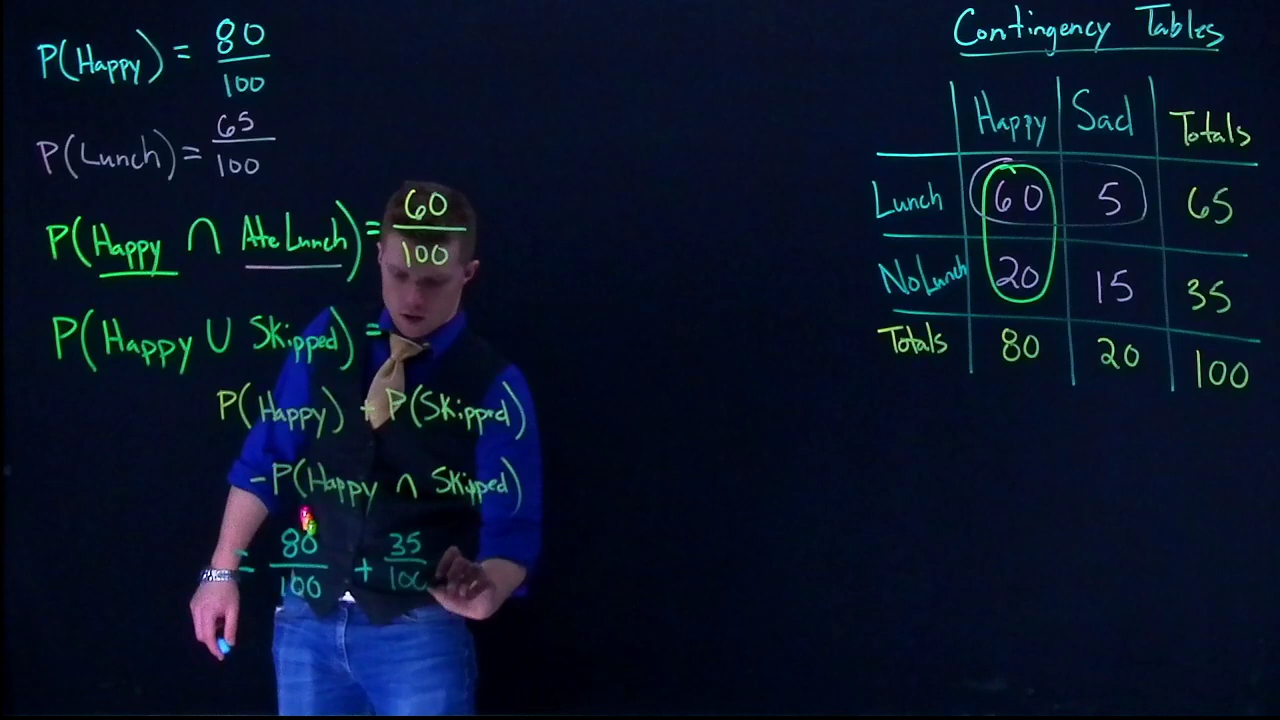 P(Happy) = 80/100
P(Lunch) = 65/100
P(Happy ∩ Ate Lunch) = 60/100
P(Happy ∪ Skipped) =
P(Happy) + P(Skipped)
-P(Happy ∩ Skipped)
= 80/100 + 35/100
Contingency Tables
Happy Sad Totals
Lunch 60 5 65
No Lunch 20 15 35
Totals 80 20 100